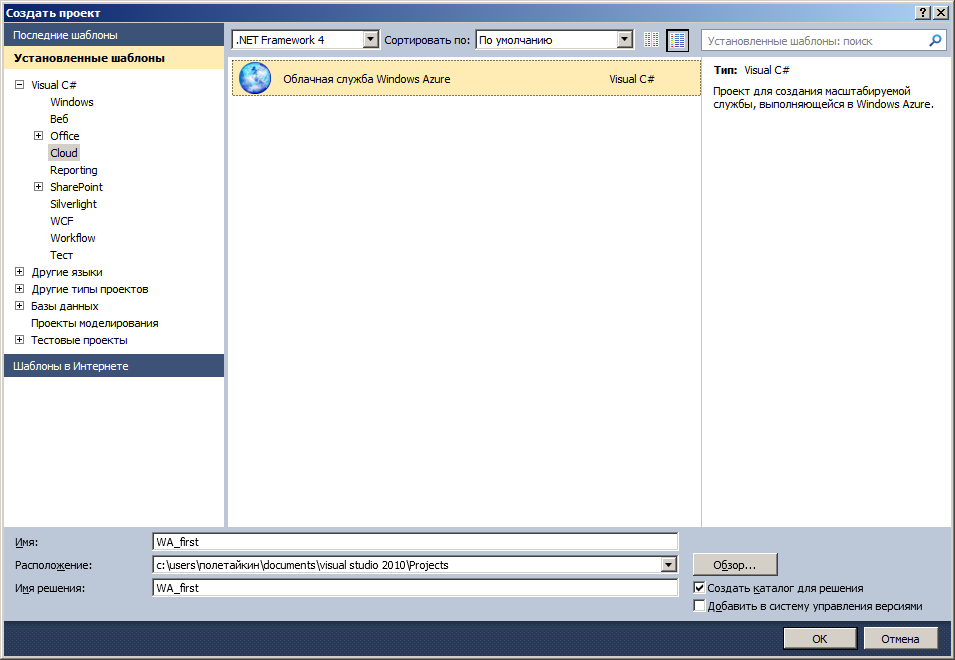 Создать проект
Последние шаблоны
Установленные шаблоны
Visual C#
Windows
Веб
Office
Cloud
Reporting
SharePoint
Silverlight
WCF
Workflow
Тест
Другие языки
Другие типы проектов
Базы данных
Проекты моделирования
Тестовые проекты
Шаблоны в Интернете
.NET Framework 4
Сортировать по:
По умолчанию
Облачная служба Windows Azure
Visual C#
Установленные шаблоны: поиск
Тип: Visual C#
Проект для создания масштабируемой
службы, выполняющейся в Windows Azure.
Имя:
WA_first
Расположение:
c:\users\полетайкин\documents\visual studio 2010\Projects
Обзор...
Имя решения:
WA_first
Создать каталог для решения
Добавить в систему управления версиями
ОК
Отмена